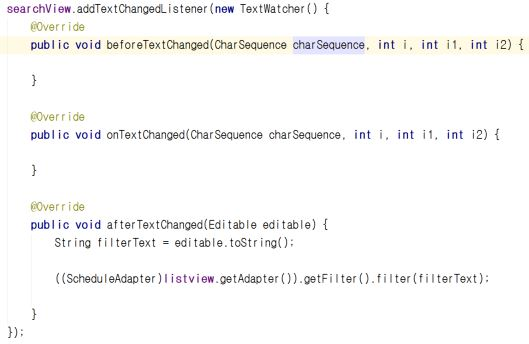 searchView.addTextChangedListener(new TextWatcher() {
@Override
public void beforeTextChanged(CharSequence charSequence, int i, int i1, int i2) {
}
@Override
public void onTextChanged(CharSequence charSequence, int i, int i1, int i2) {
}
@Override
public void afterTextChanged(Editable editable) {
String filterText = editable.toString();
((ScheduleAdapter)listview.getAdapter()).getFilter().filter(filterText);
}
});